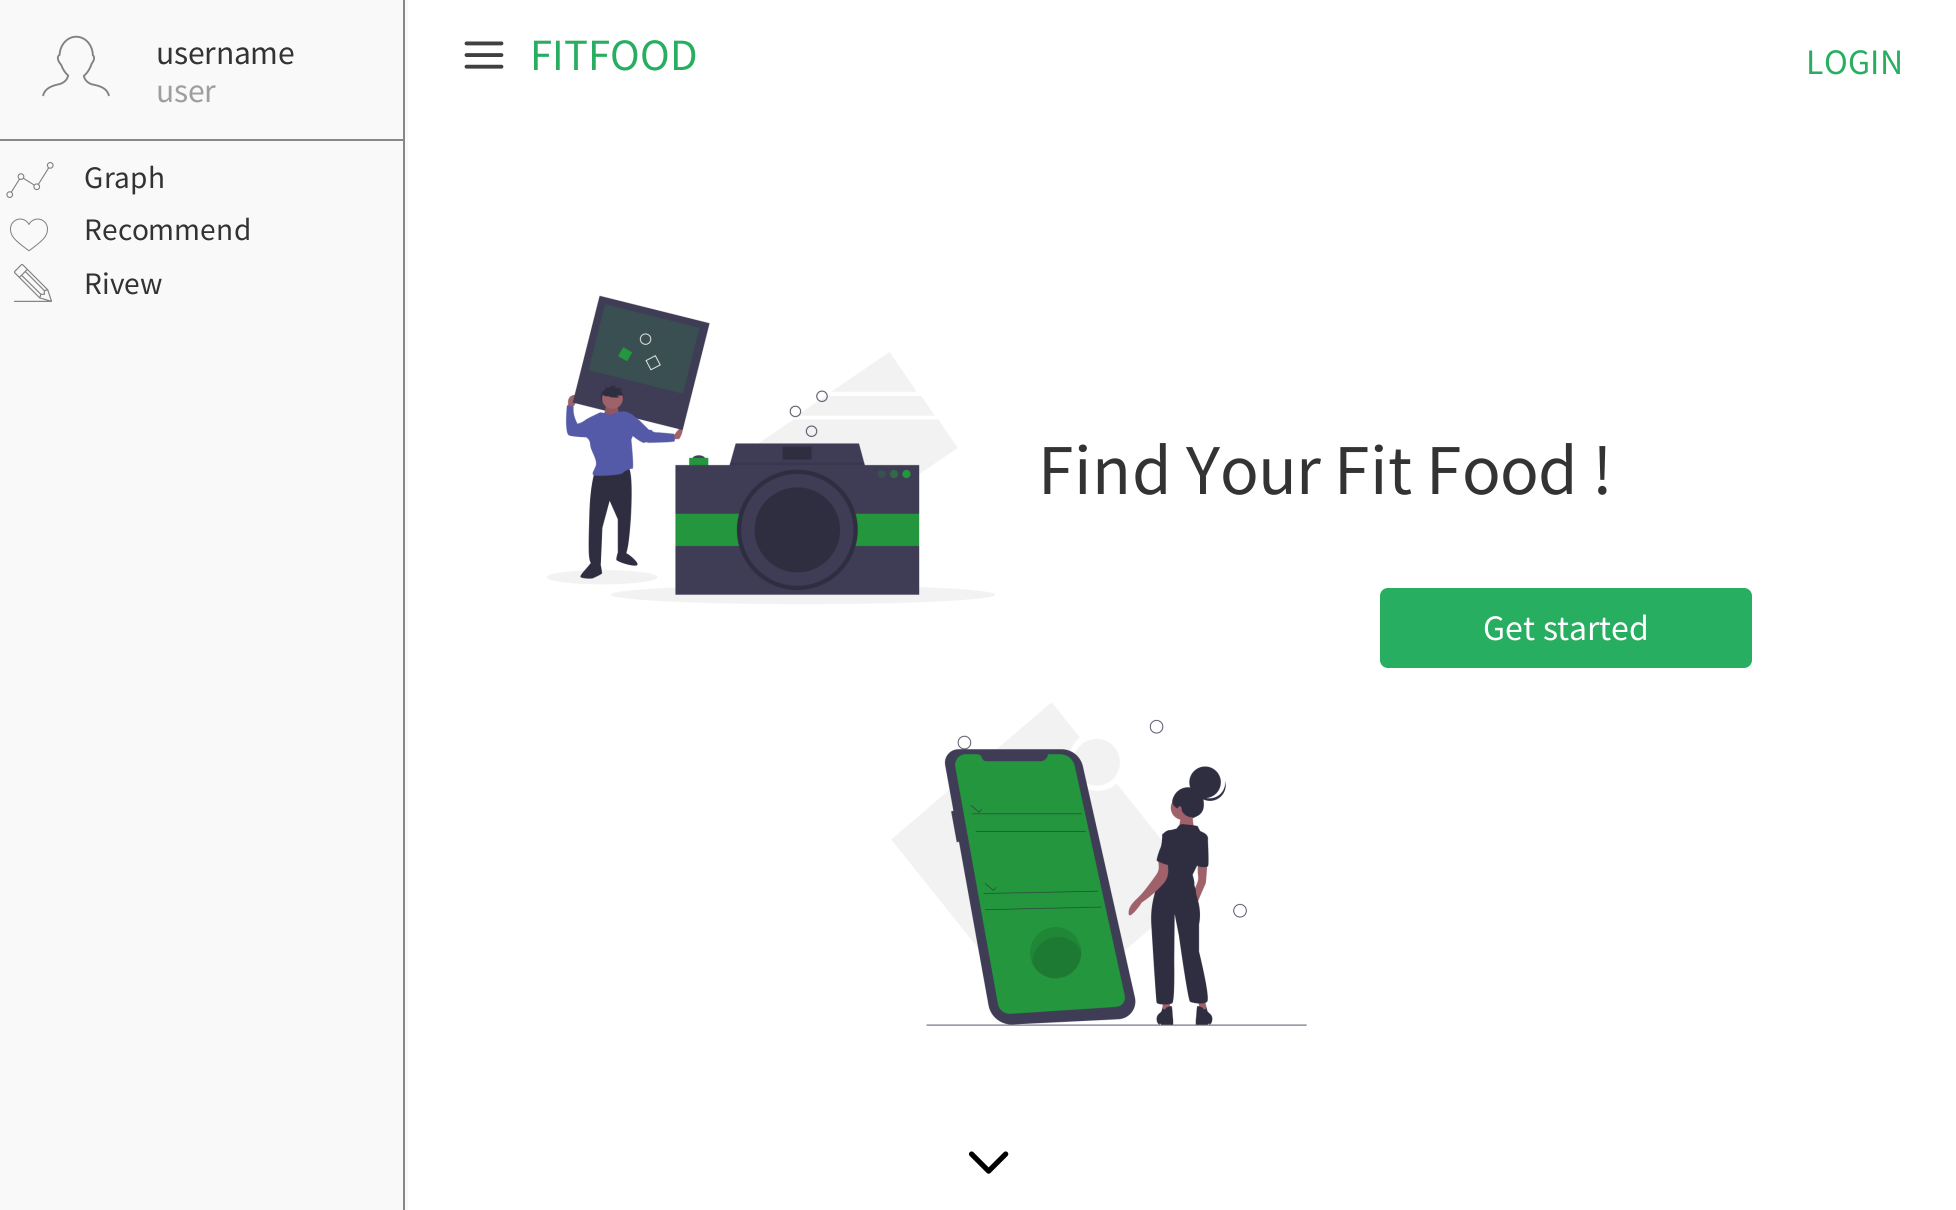 username
user
Graph
Recommend
Rivew
FITFOOD
LOGIN
Find Your Fit Food !
Get started